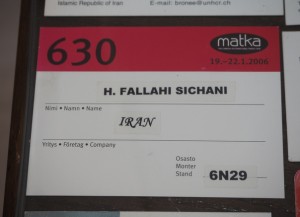 Islamic Republic of Iran
E-mail: bronee@unhcr.ch
630
matka
19.–22.1.2006
H. FALLAHI SICHANI
Nimi • Namn • Name
IRAN
Yritys • Företag • Company
Osasto
Monter
Stand 6N29